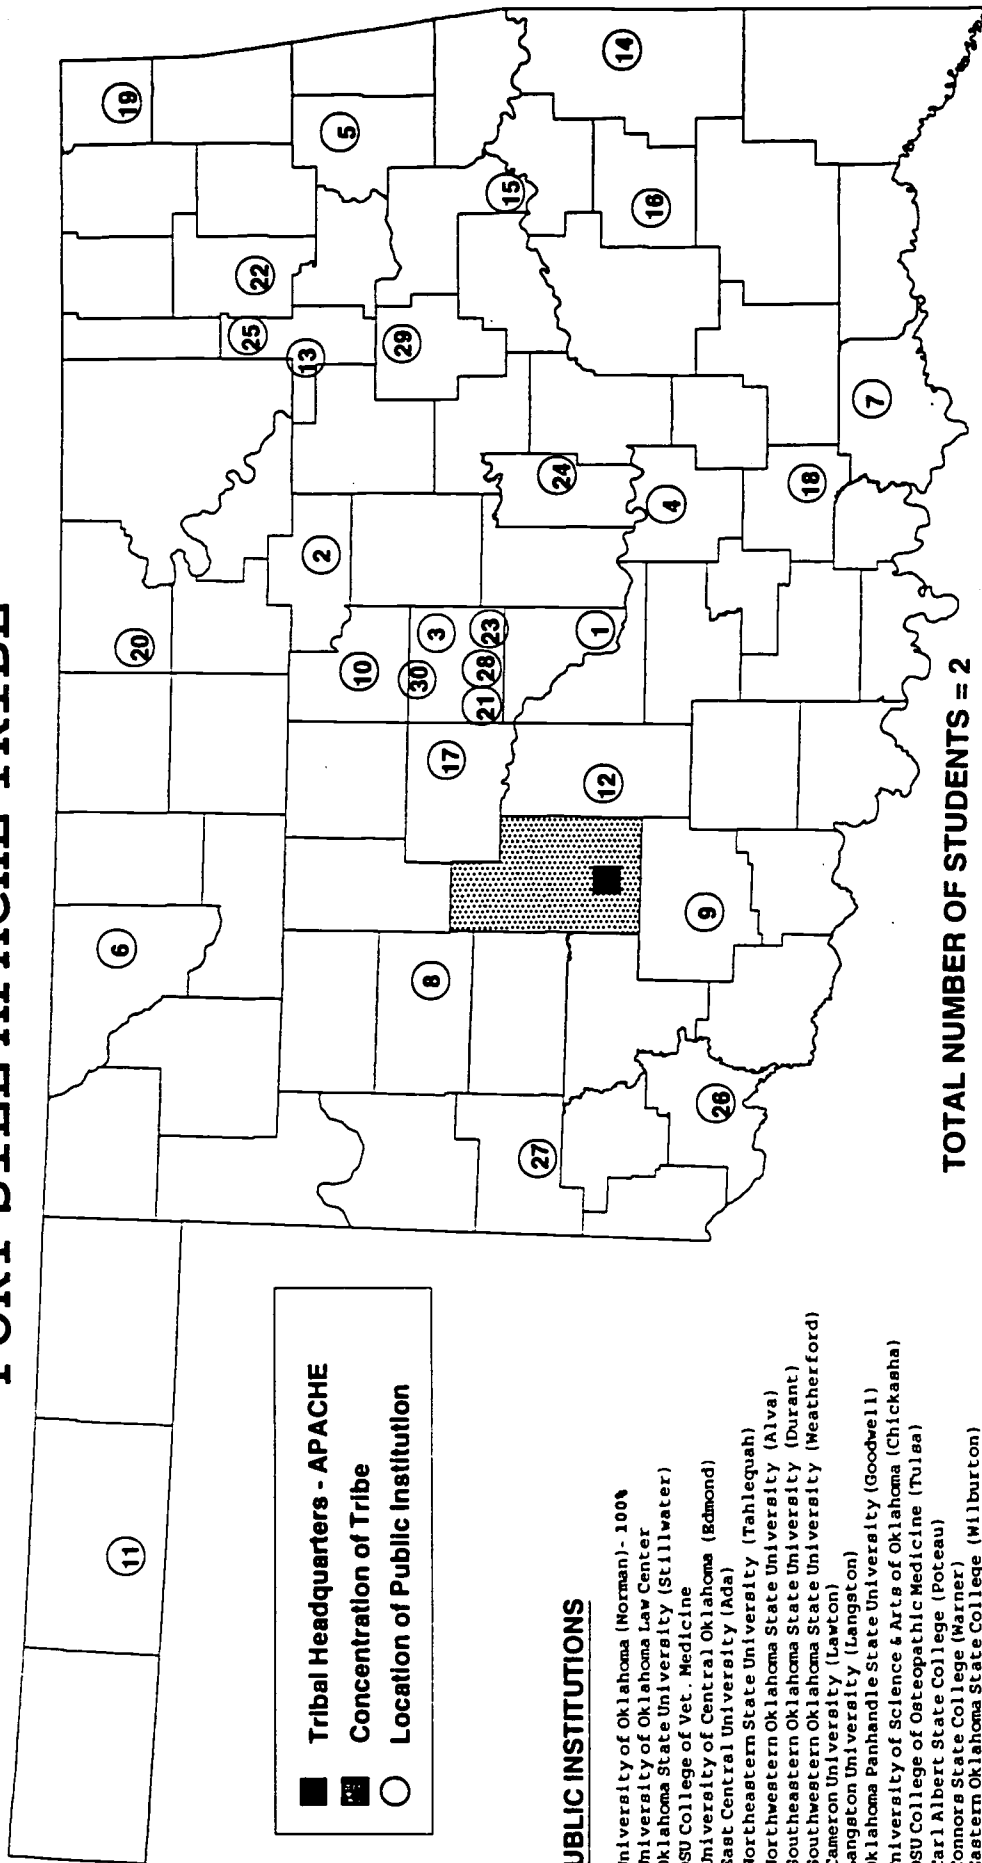 FORT SILL APACHE TRIBE
19
14
5
15
16
22
25
13
29
7
24
4
18
2
20
10
3
30
23
28
21
1
17
12
6
8
9
27
26
11
Tribal Headquarters - APACHE
Concentration of Tribe
Location of Public Institution
TOTAL NUMBER OF STUDENTS = 2
UBLIC INSTITUTIONS
niversity of Oklahoma (Norman)- 100%
niversity of Oklahoma Law Center
klahoma State University (Stillwater)
SU College of Vet. Medicine
niversity of Central Oklahoma (Edmond)
ast Central University (Ada)
ortheastern State University (Tahlequah)
orthwestern Oklahoma State University (Alva)
outheastern Oklahoma State University (Durant)
outhwestern Oklahoma State University (Weatherford)
ameron University (Lawton)
angston University (Langston)
klahoma Panhandle State University (Goodwell)
niversity of Science & Arts of Oklahoma (Chickasha)
SU College of Osteopathic Medicine (Tulsa)
arl Albert State College (Poteau)
onnors State College (Warner)
astern Oklahoma State College (Wilburton)